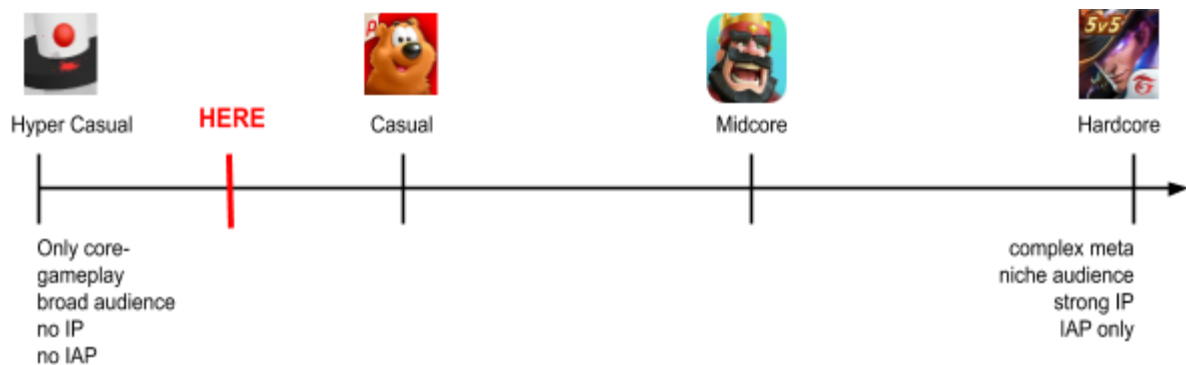 5v5
Hyper Casual
HERE
Casual
Midcore
Hardcore
Only core-
gameplay
broad audience
no IP
no IAP
complex meta
niche audience
strong IP
IAP only